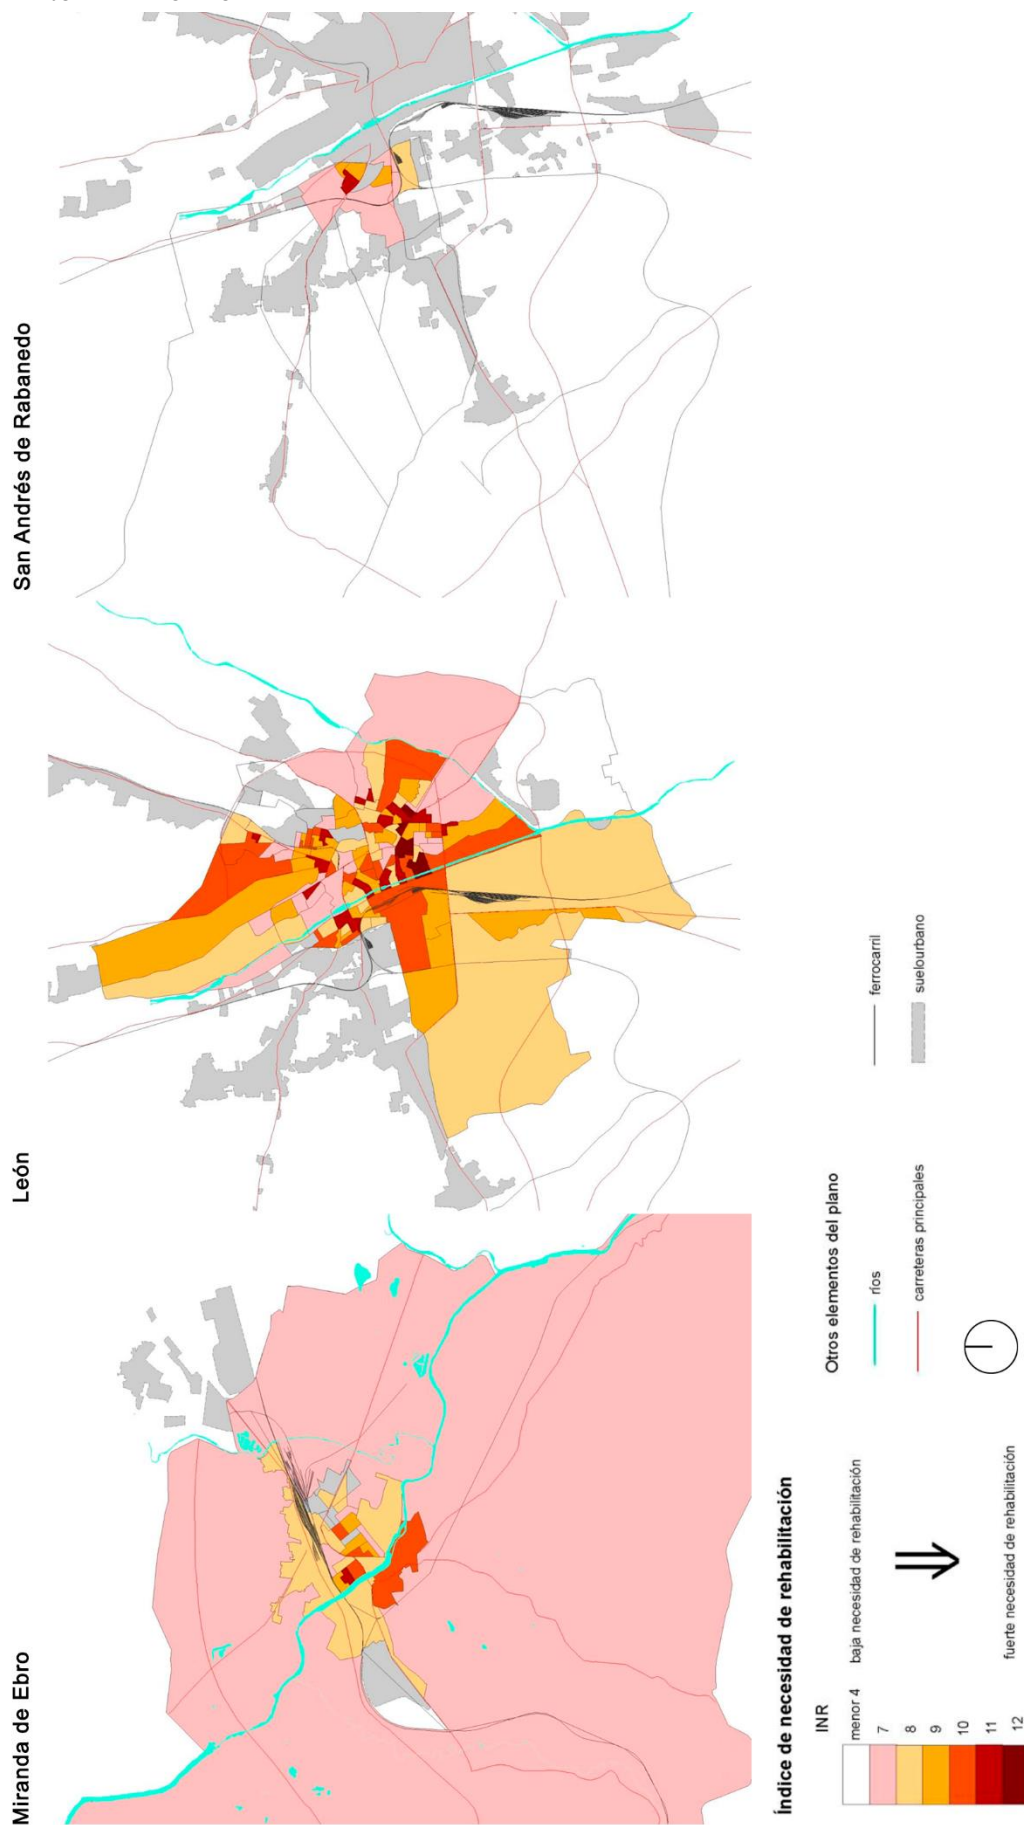 Miranda de Ebro
León
San Andrés de Rabanedo
Índice de necesidad de rehabilitación
INR
menor 4
7
8
9
10
11
12
baja necesidad de rehabilitación
fuerte necesidad de rehabilitación
Otros elementos del plano
ríos
carreteras principales
ferrocarril
suelourbano